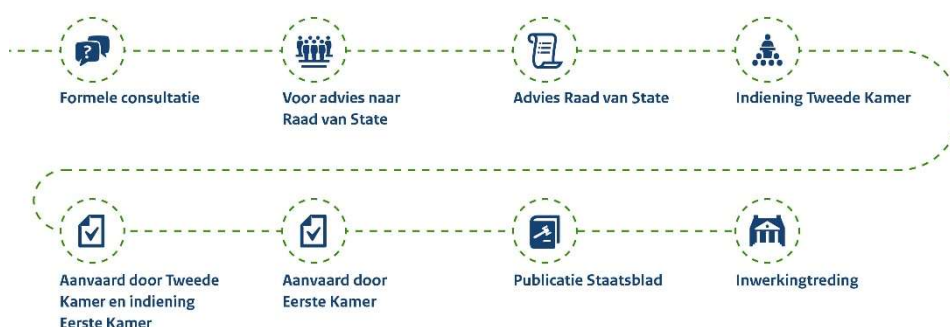 ?
Formele consultatie
Voor advies naar
Raad van State
Advies Raad van State
Indiening Tweede Kamer
Aanvaard door Tweede
Kamer en indiening
Eerste Kamer
Aanvaard door
Eerste Kamer
Publicatie Staatsblad
Inwerkingtreding